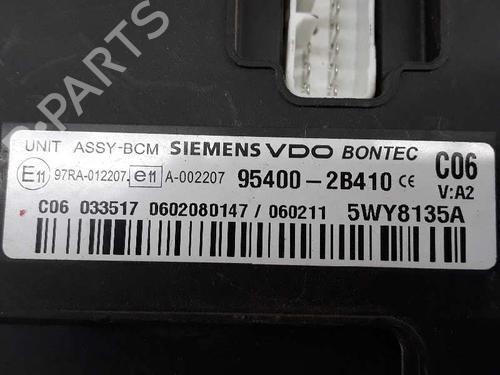 B-PARTS
UNIT ASSY-BCM SIEMENS VDO BONTEC C06
E11 97RA-012207 e11 A-002207 95400-2B410 CE V:A2
C06 033517 0602080147 / 060211 5WY8135A